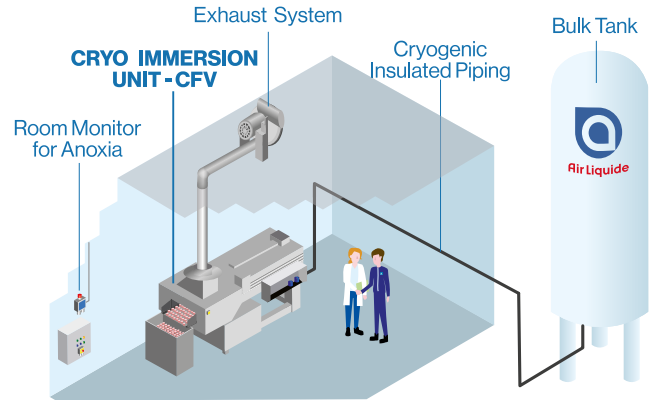 Exhaust System
Bulk Tank
CRYO IMMERSION
UNIT - CFV
Cryogenic
Insulated Piping
Room Monitor
for Anoxia
Air Liquide